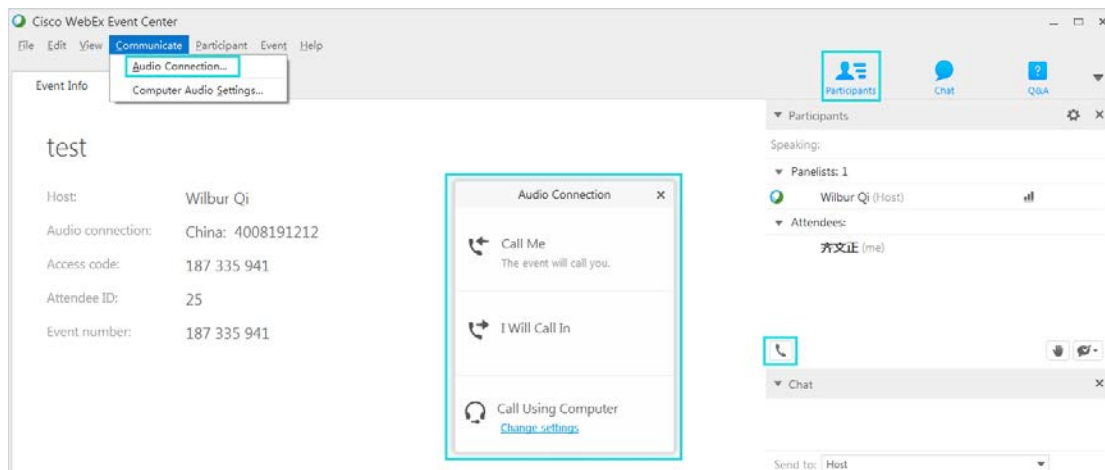 Cisco WebEx Event Center
File Edit View Communicate Participant Event Help
Audio Connection...
Computer Audio Settings...
Event Info
Participants Chat Q&A
test
Host: Wilbur Qi
Audio connection: China: 4008191212
Access code: 187 335 941
Attendee ID: 25
Event number: 187 335 941
Audio Connection
Call Me
The event will call you.
I Will Call In
Call Using Computer
Change settings
Participants
Speaking:
Panelists: 1
Wilbur Qi (Host)
Attendees:
齐文正 (me)
Chat
Send to: Host